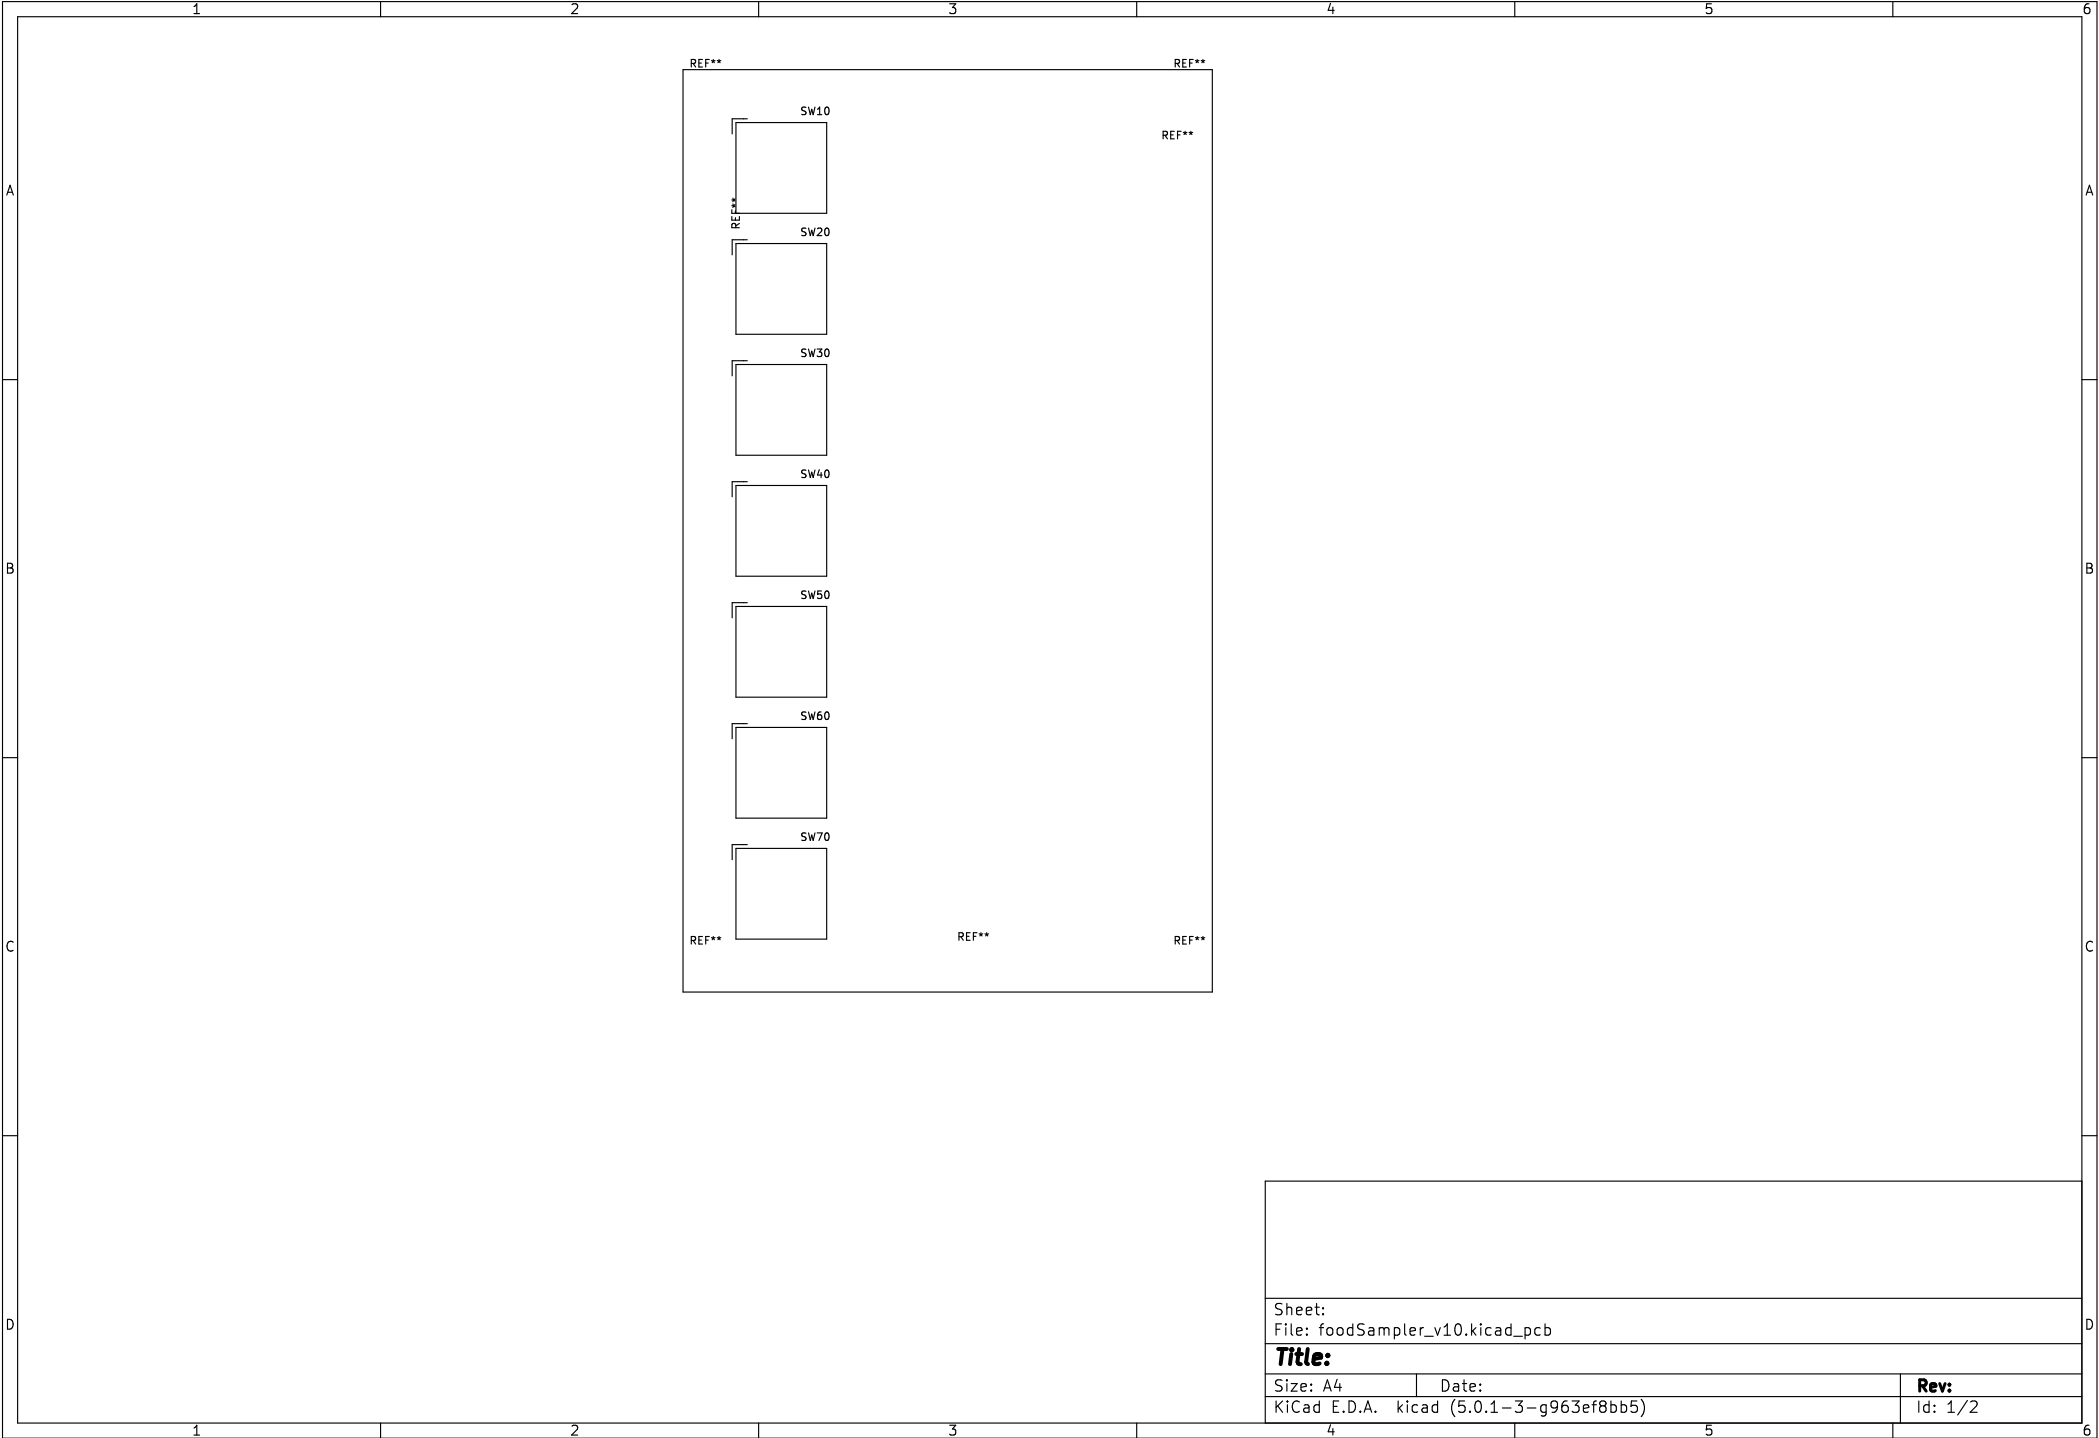 1 2 3 4 5 6
REF** REF**
SW10
REF**
A A
REF**
SW20
SW30
SW40
B B
SW50
SW60
SW70
REF** REF** REF**
C C
Sheet:
File: foodSampler_v10.kicad_pcb
D D
Title:
Size: A4 Date: Rev:
KiCad E.D.A. kicad (5.0.1-3-g963ef8bb5) Id: 1/2
1 2 3 4 5 6